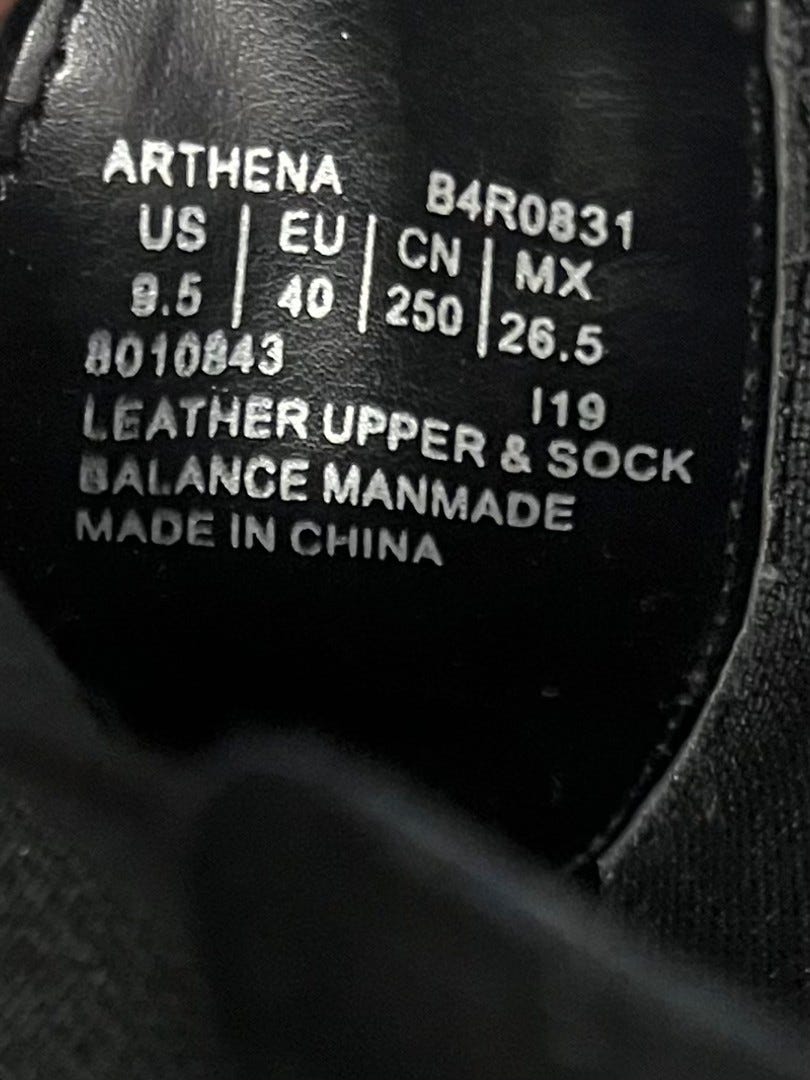 ARTHENA B4R0831
US | EU | CN | MX
9.5 | 40 | 250 | 26.5
8010843 I19
LEATHER UPPER & SOCK
BALANCE MANMADE
MADE IN CHINA